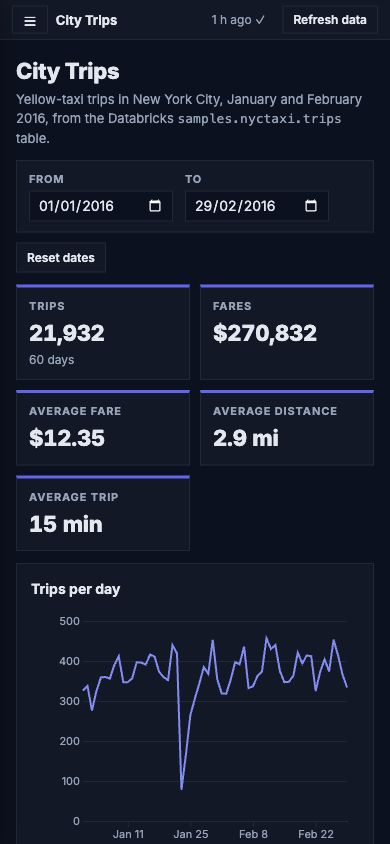 City Trips
1 h ago ✓
Refresh data
City Trips
Yellow-taxi trips in New York City, January and February
2016, from the Databricks samples.nyctaxi.trips
table.
FROM
TO
01/01/2016
29/02/2016
Reset dates
TRIPS
21,932
60 days
FARES
$270,832
AVERAGE FARE
$12.35
AVERAGE DISTANCE
2.9 mi
AVERAGE TRIP
15 min
Trips per day
500
400
300
200
100
0
Jan 11
Jan 25
Feb 8
Feb 22